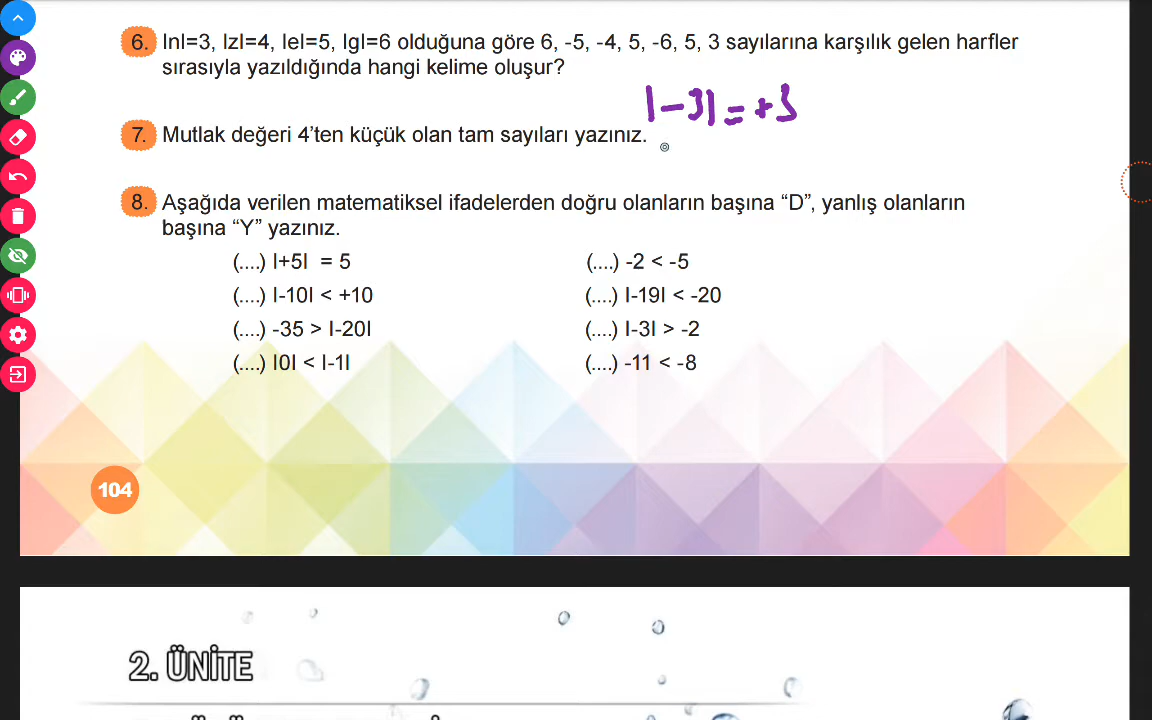 6. InI=3, IzI=4, IeI=5, IgI=6 olduğuna göre 6, -5, -4, 5, -6, 5, 3 sayılarına karşılık gelen harfler
sırasıyla yazıldığında hangi kelime oluşur?
|-3|=+3
7. Mutlak değeri 4’ten küçük olan tam sayıları yazınız.
8. Aşağıda verilen matematiksel ifadelerden doğru olanların başına “D”, yanlış olanların
başına “Y” yazınız.
(....) I+5I = 5 (....) -2 < -5
(....) I-10I < +10 (....) I-19I < -20
(....) -35 > I-20I (....) I-3I > -2
(....) I0I < I-1I (....) -11 < -8
104
2. ÜNİTE